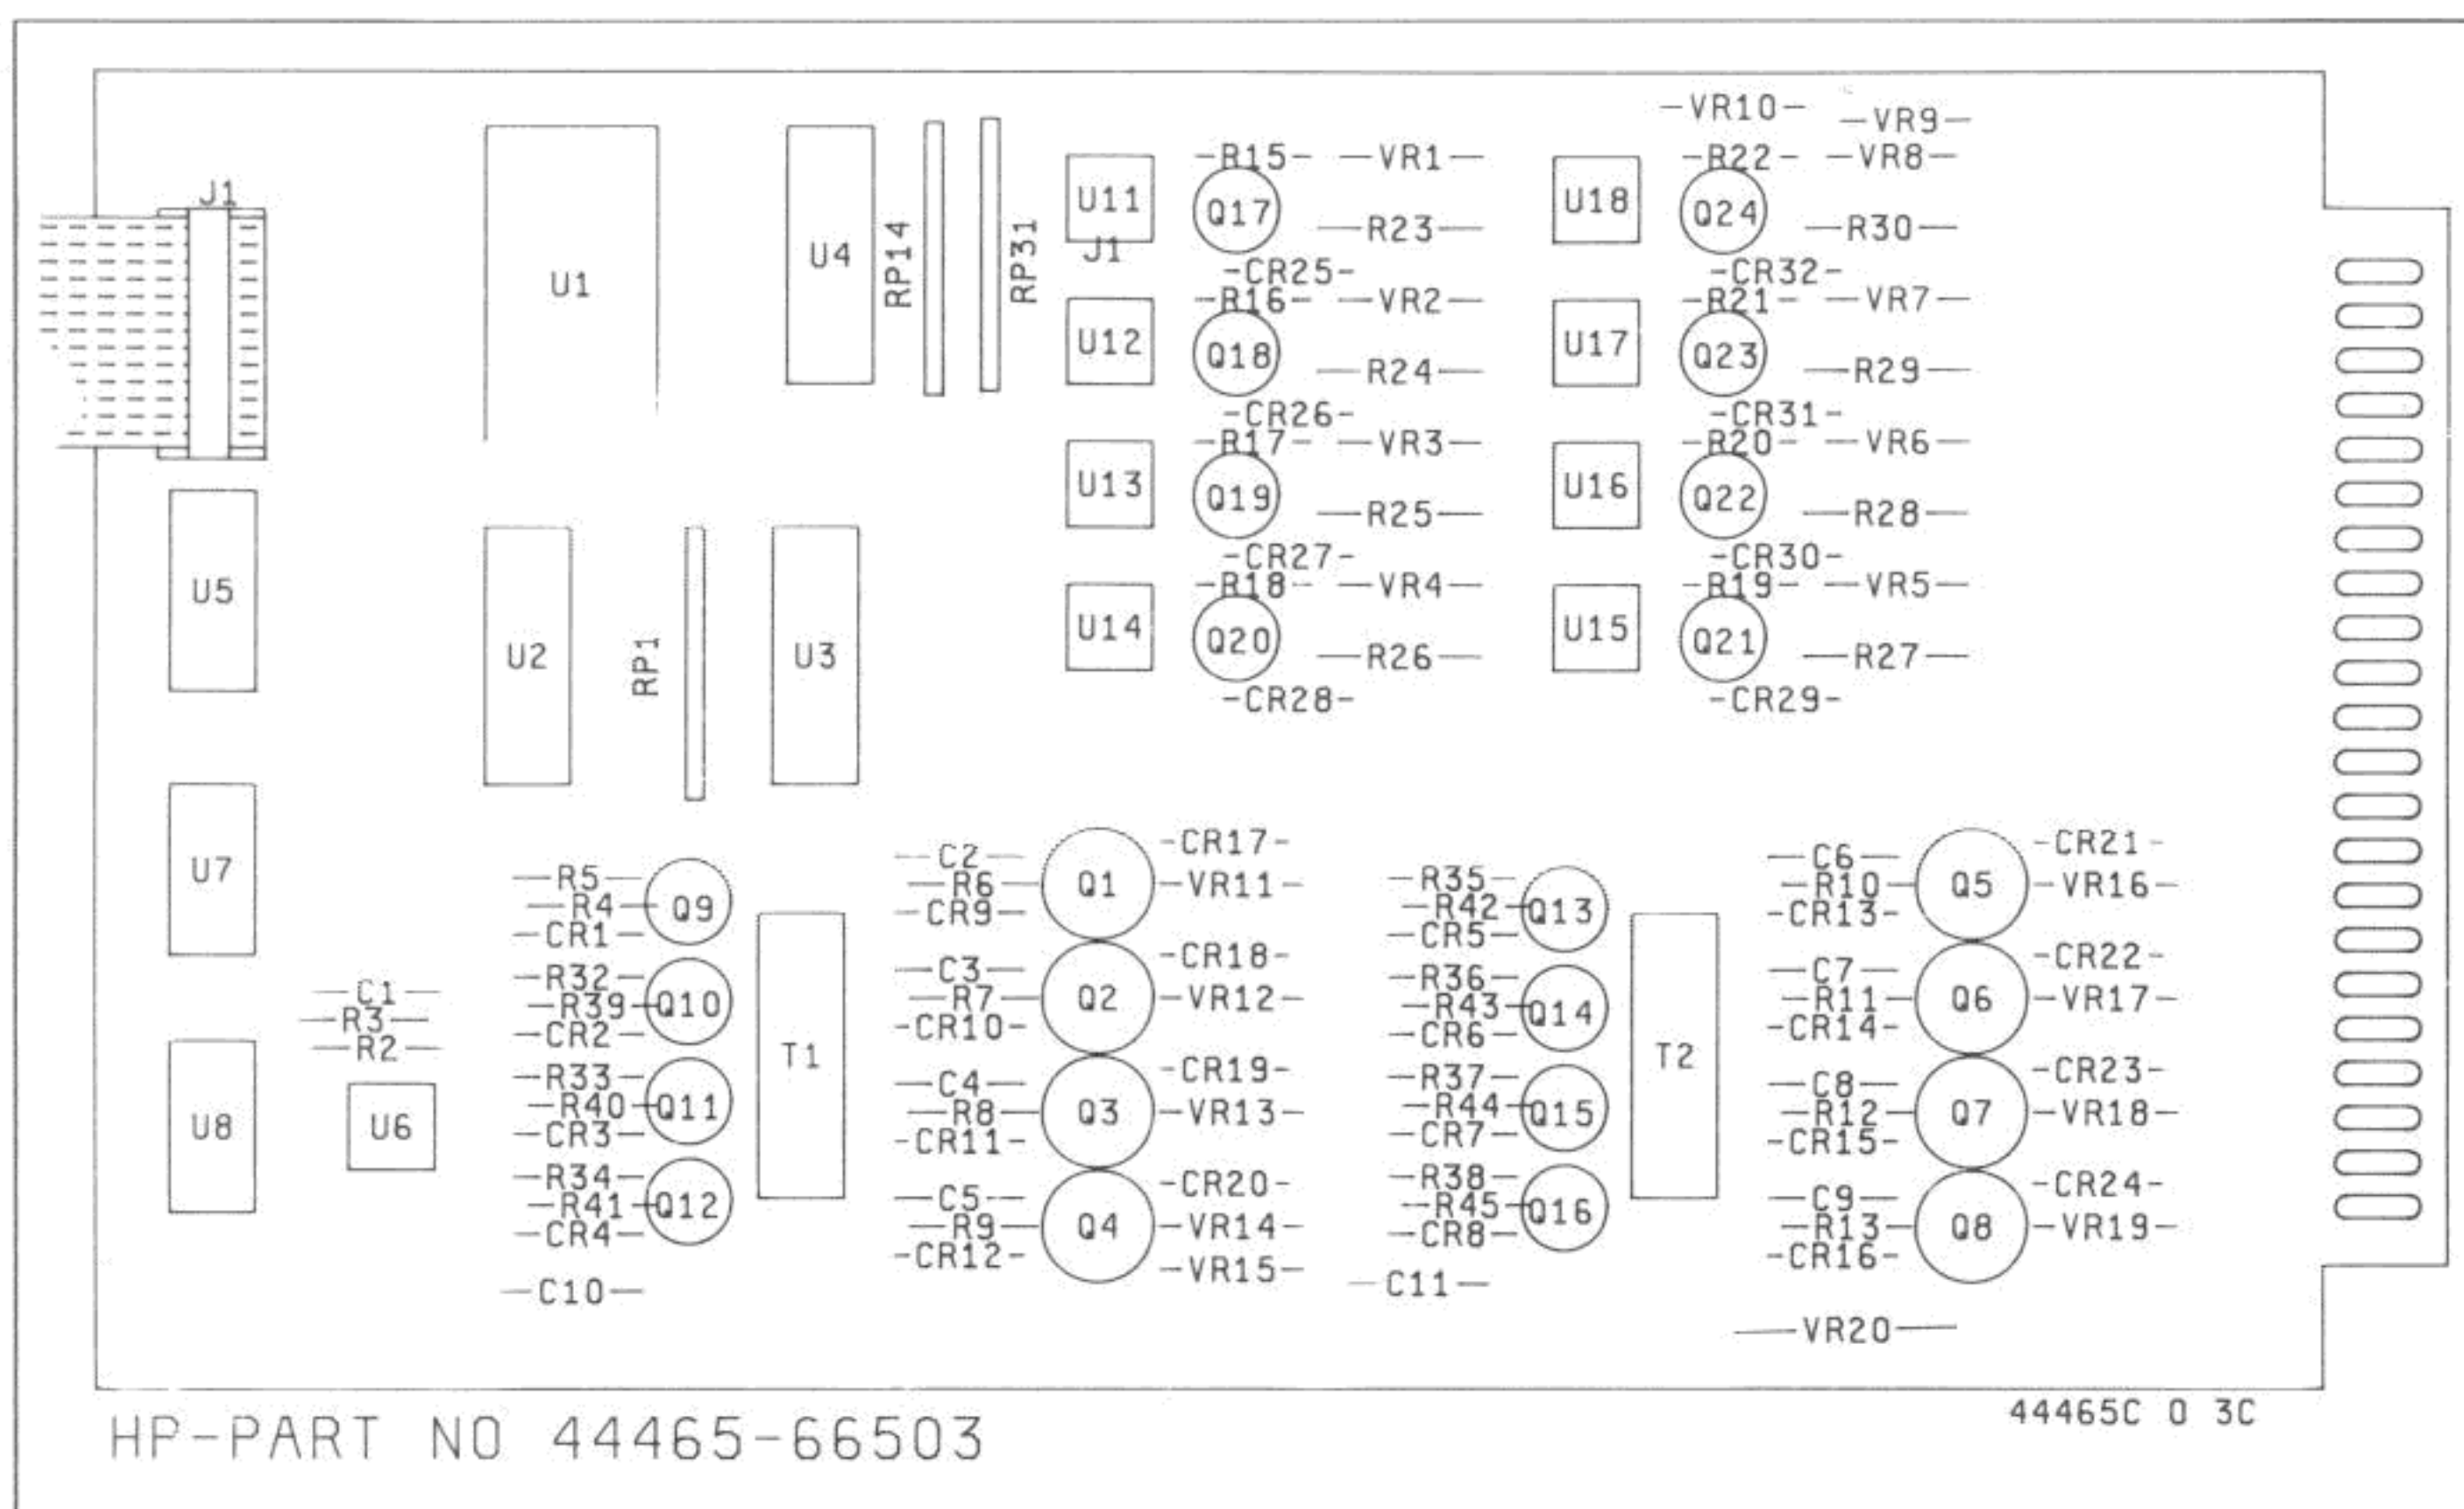 VR10 VR9
R15 VR1 R22 VR8
J1 U11 Q17 U18 Q24
R23 R30
U1 U4 RP14 RP31 J1
CR25 CR32
R16 VR2 R21 VR7
U12 Q18 U17 Q23
R24 R29
CR26 CR31
R17 VR3 R20 VR6
U13 Q19 U16 Q22
R25 R28
CR27 CR30
U5 R18 VR4 R19 VR5
U14 Q20 U15 Q21
U2 RP1 U3 R26 R27
CR28 CR29
CR17 CR21
C2 C6
U7 R5 R6 Q1 VR11 R35 R10 Q5 VR16
R4 Q9 CR9 R42 Q13 CR13
CR1 CR5
CR18 CR22
R32 C3 R36 C7
C1 R39 Q10 R7 Q2 VR12 R43 Q14 R11 Q6 VR17
R3 CR2 CR10 CR6 CR14
R2 T1 T2
R33 C4 CR19 R37 C8 CR23
U8 U6 R40 Q11 R8 Q3 VR13 R44 Q15 R12 Q7 VR18
CR3 CR11 CR7 CR15
R34 CR20 R38 CR24
R41 Q12 C5 R45 Q16 C9
CR4 R9 Q4 VR14 CR8 R13 Q8 VR19
CR12 VR15 CR16
C10 C11
VR20
44465C 0 3C
HP-PART NO 44465-66503